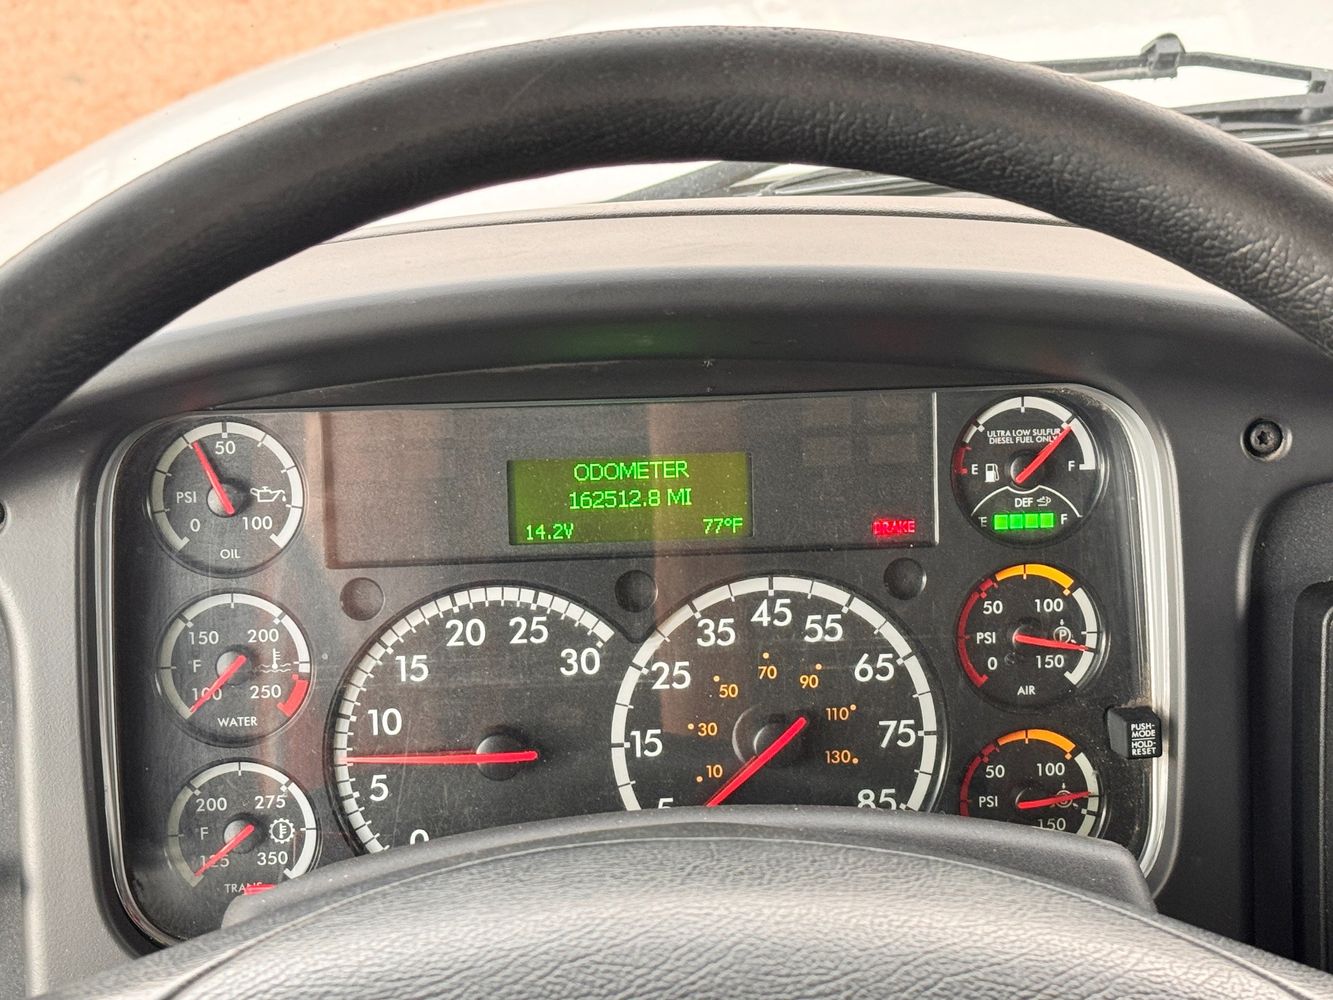 50
PSI
0 100
OIL
150 200
F
100 250
WATER
200 275
F
125 350
TRANS
ODOMETER
162512.8 MI
14.2V 77°F
BRAKE
0 5 10 15 20 25 30
5 15 25 35 45 55 65 75 85
10 30 50 70 90 110 130
ULTRA LOW SULFUR
DIESEL FUEL ONLY
E F
DEF
E F
50 100
PSI P
0 150
AIR
50 100
PSI
150
PUSH-
MODE
HOLD-
RESET